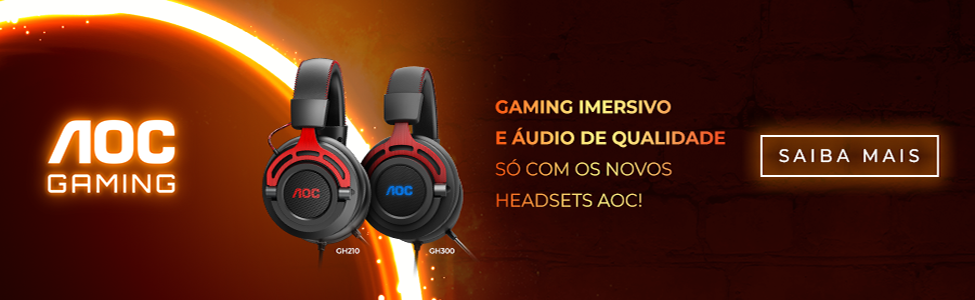 AOC
GAMING
AOC
AOC
GH210
GH300
GAMING IMERSIVO
E ÁUDIO DE QUALIDADE
SÓ COM OS NOVOS
HEADSETS AOC!
SAIBA MAIS